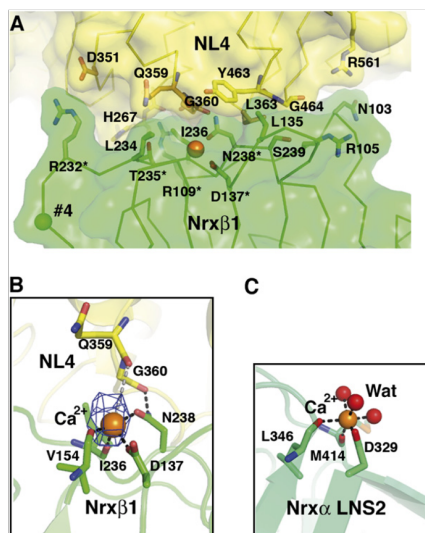 A
NL4
D351
Q359
Y463
R561
G360
L363
G464
H267
L135
N103
I236
L234
N238*
S239
R105
R232*
T235*
R109*
D137*
#4
Nrxβ1
B
Q359
NL4
G360
Ca2+
N238
V154
I236
D137
Nrxβ1
C
Ca2+
Wat
L346
M414
D329
Nrxα LNS2